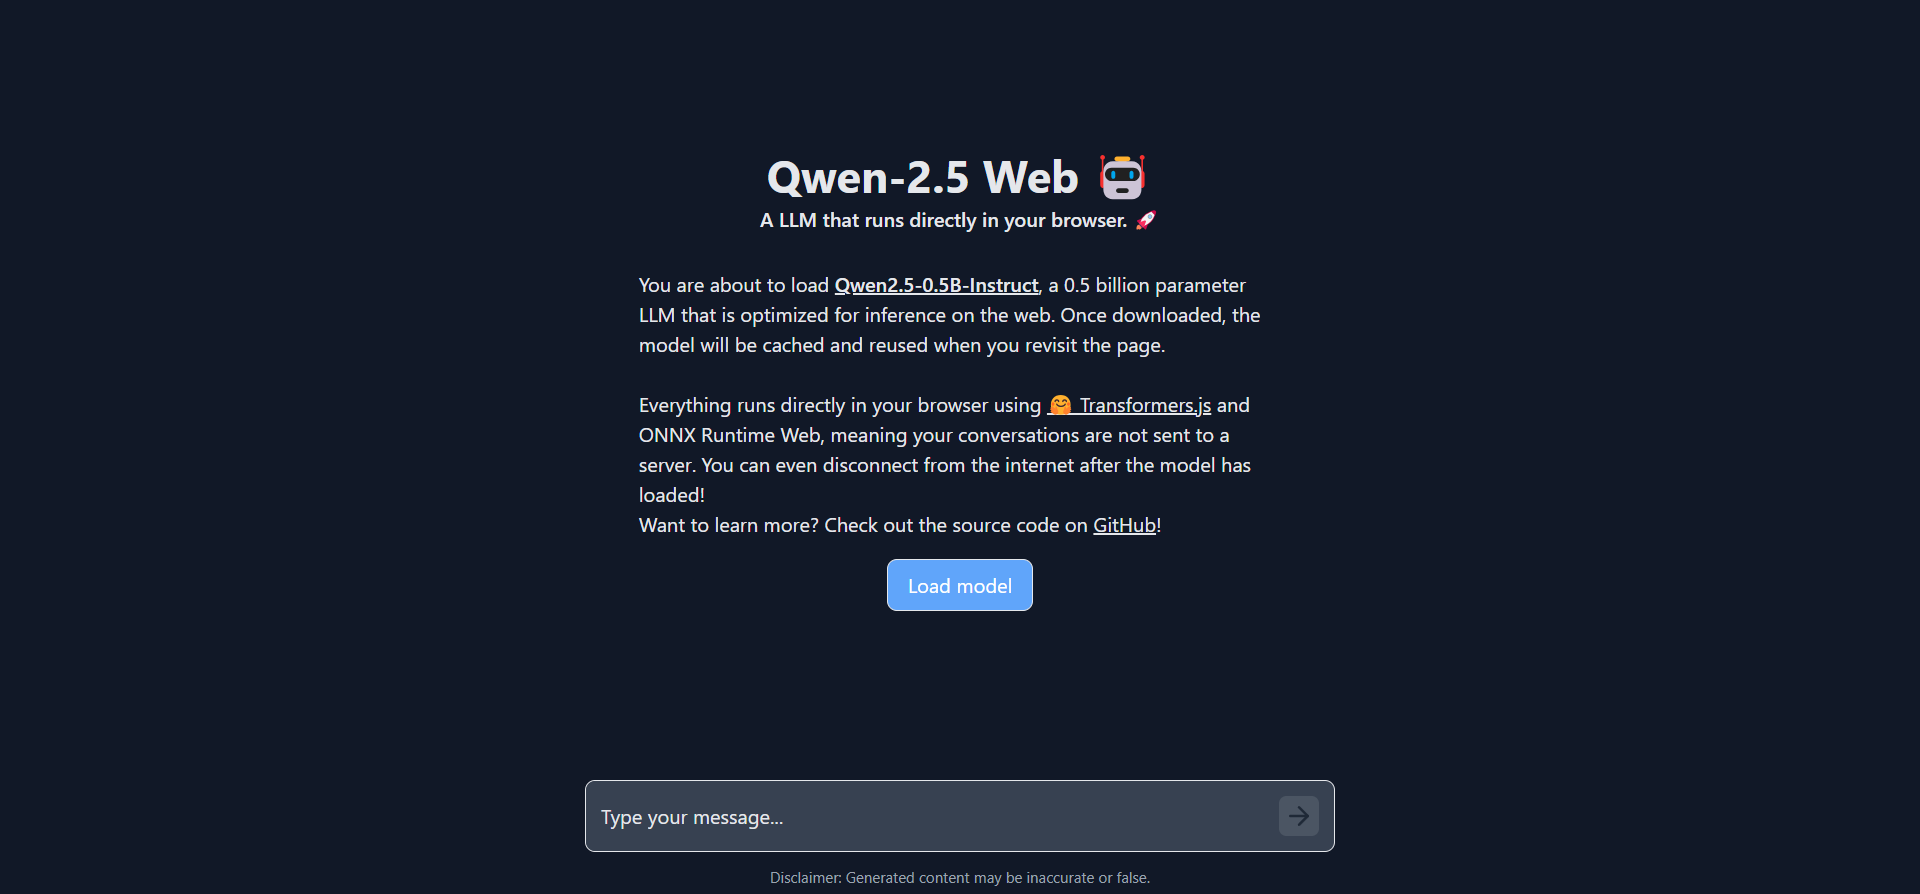 Qwen-2.5 Web 🤖
A LLM that runs directly in your browser. 🚀
You are about to load Qwen2.5-0.5B-Instruct, a 0.5 billion parameter
LLM that is optimized for inference on the web. Once downloaded, the
model will be cached and reused when you revisit the page.
Everything runs directly in your browser using 🤗 Transformers.js and
ONNX Runtime Web, meaning your conversations are not sent to a
server. You can even disconnect from the internet after the model has
loaded!
Want to learn more? Check out the source code on GitHub!
Load model
Type your message...
Disclaimer: Generated content may be inaccurate or false.